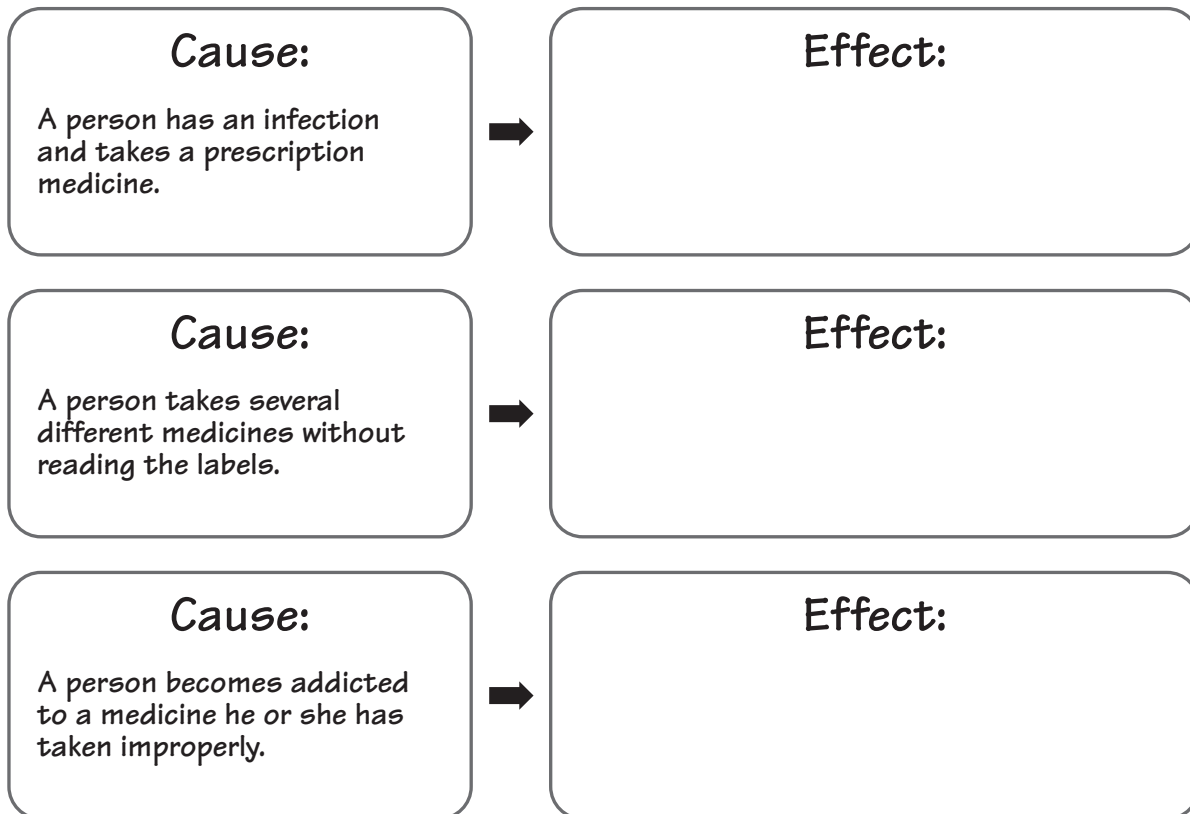 Cause:
A person has an infection
and takes a prescription
medicine.
Effect:
Cause:
A person takes several
different medicines without
reading the labels.
Effect:
Cause:
A person becomes addicted
to a medicine he or she has
taken improperly.
Effect: